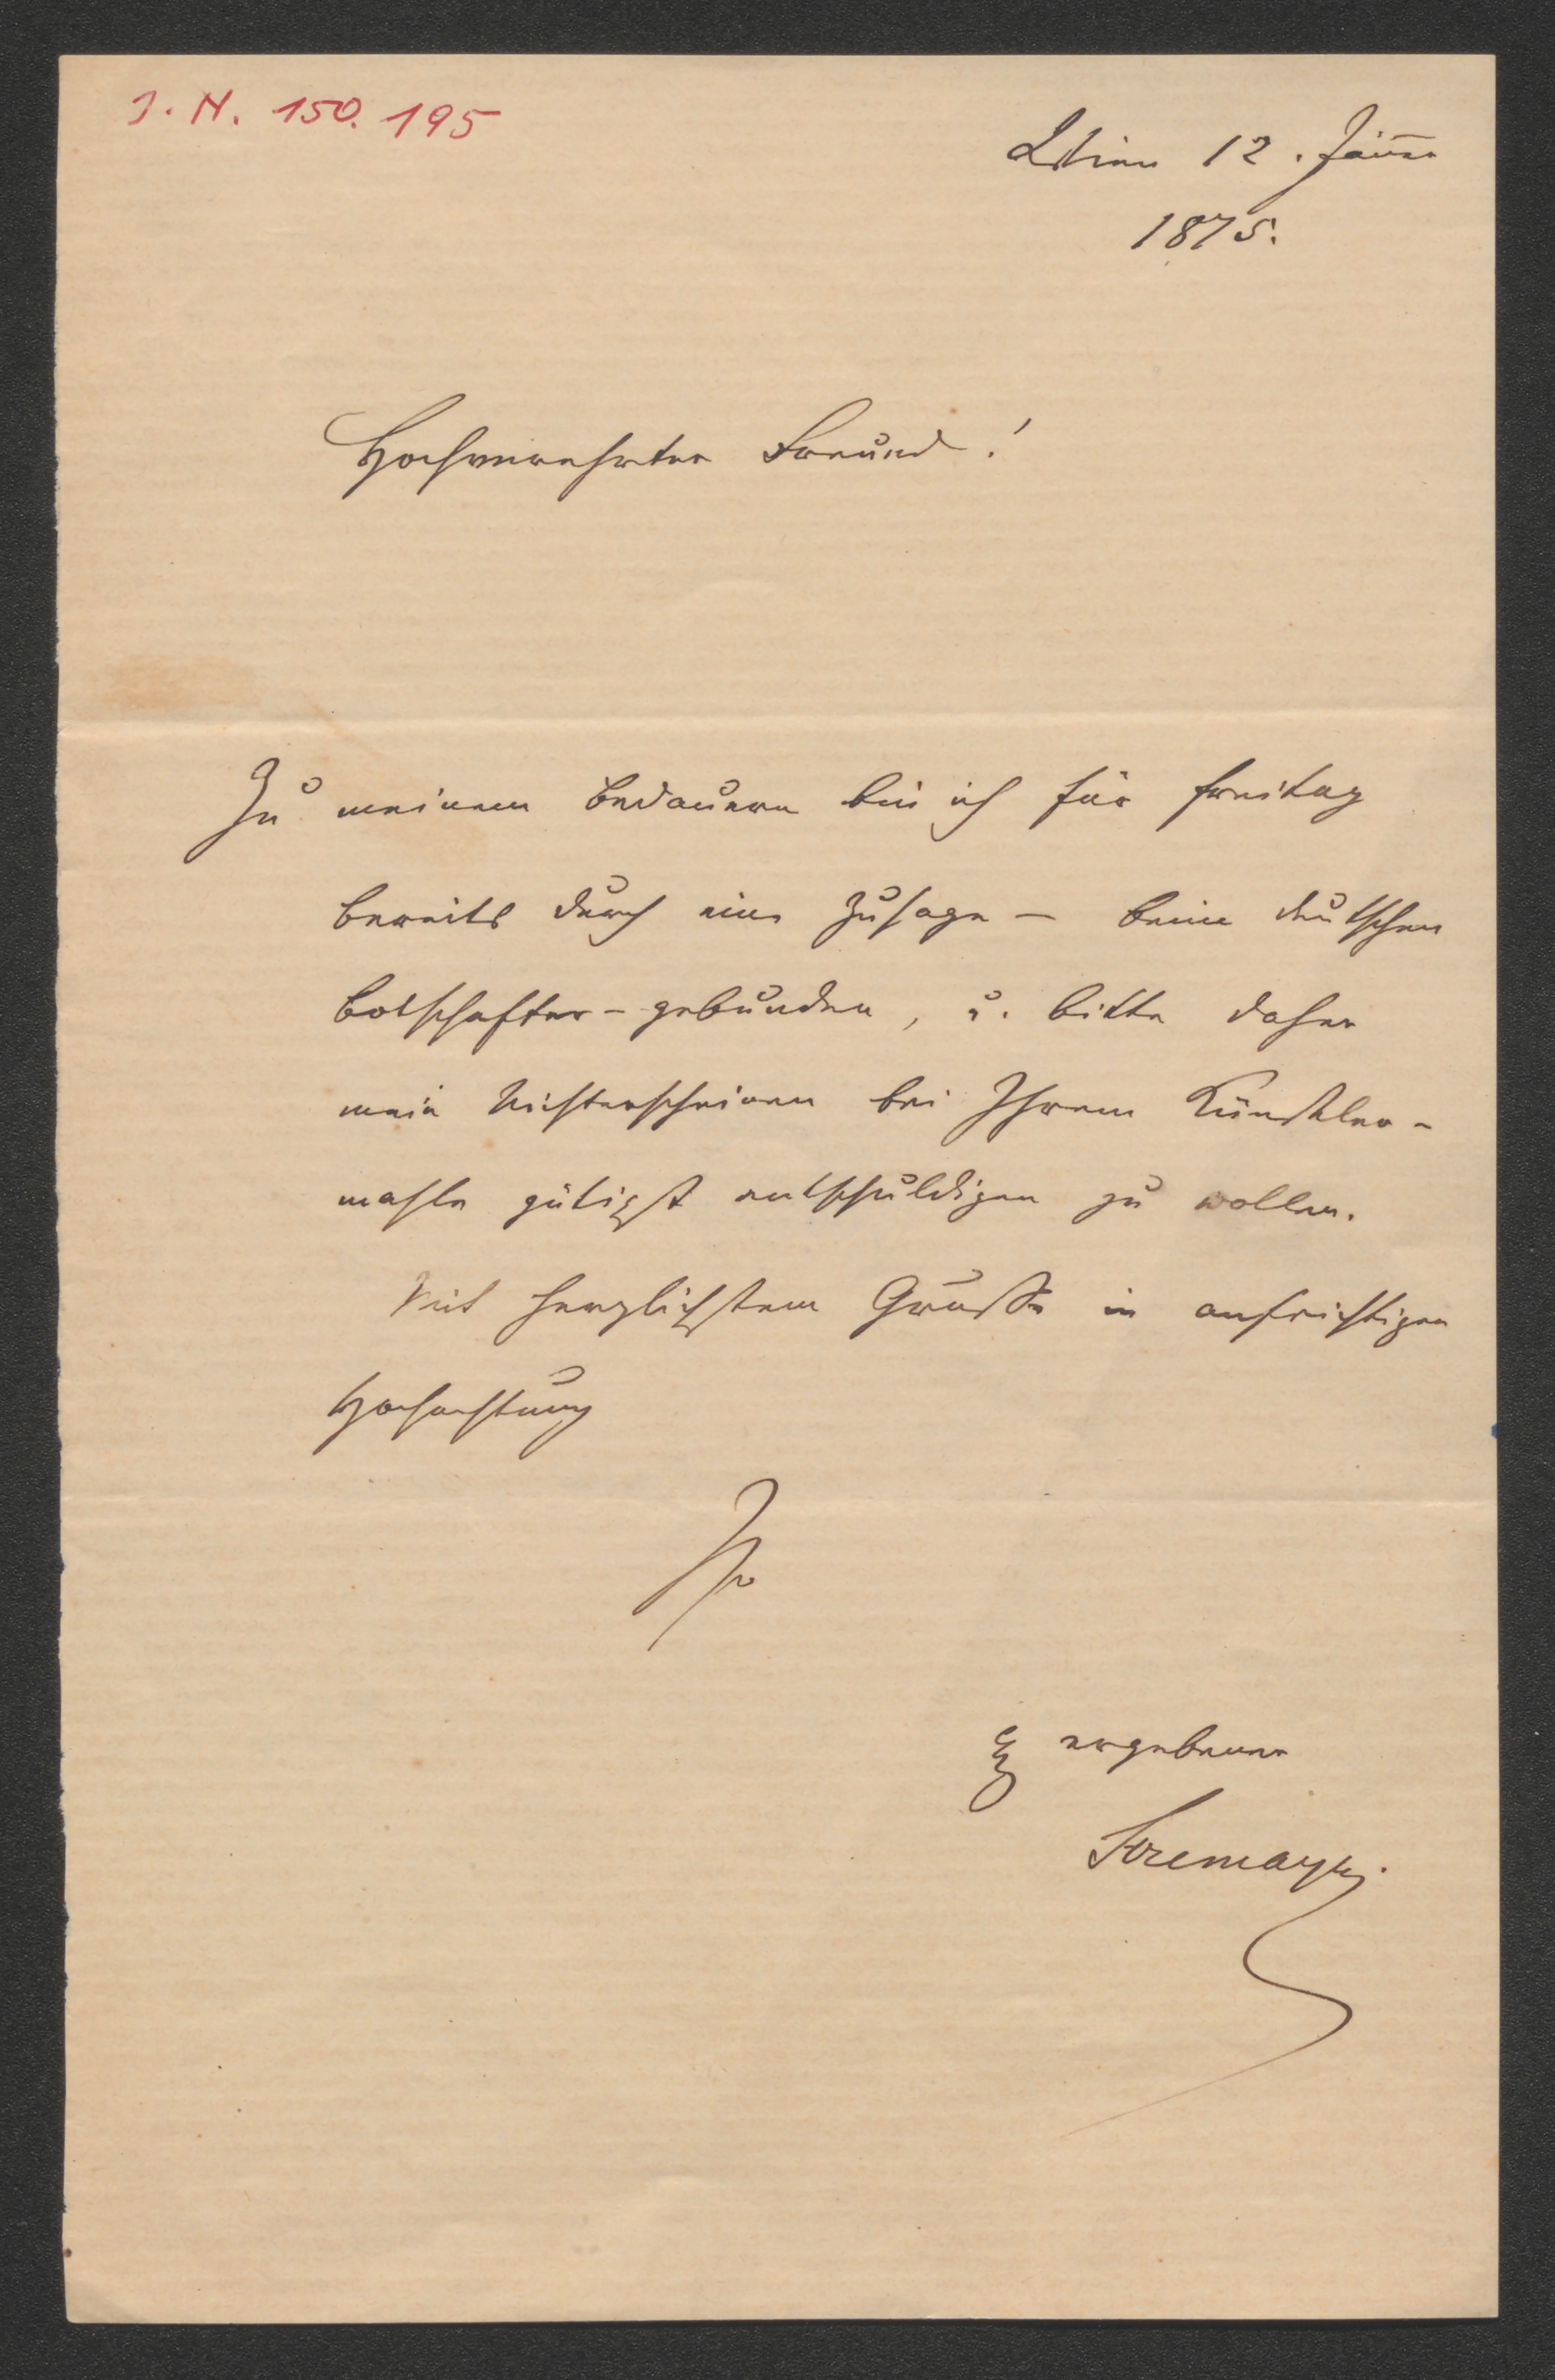 J. N. 150.195
Wien 12. Jänner
1875.
Hochverehrter Freund!
Zu meinem Bedauern bin ich für Freitag
bereits durch eine Zusage – beim deutschen
Botschafter – gebunden, u. bitte daher
mein Nichterscheinen bei Ihrem Künstler-
mahle gütigst entschuldigen zu wollen.
Mit herzlichstem Gruße in aufrichtiger
Hochachtung
Ihr
ergebener
Stremayr.